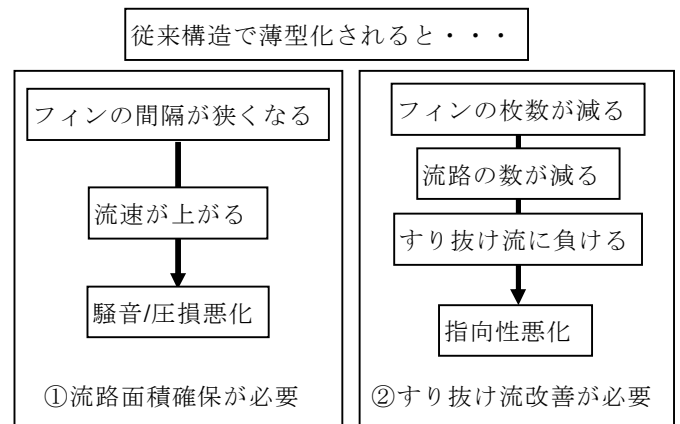 従来構造で薄型化されると・・・
フィンの間隔が狭くなる
流速が上がる
騒音/圧損悪化
①流路面積確保が必要
フィンの枚数が減る
流路の数が減る
すり抜け流に負ける
指向性悪化
②すり抜け流改善が必要